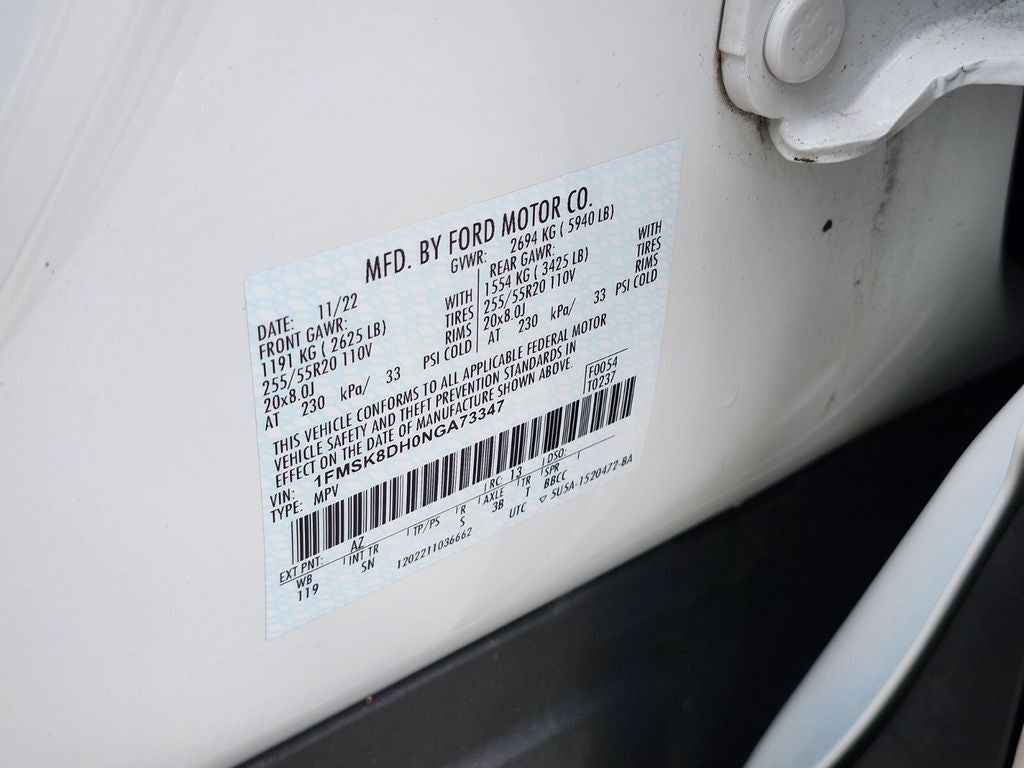 MFD. BY FORD MOTOR CO.
DATE: 11/22 GVWR: 2694 KG ( 5940 LB)
FRONT GAWR: WITH REAR GAWR: WITH
1191 KG ( 2625 LB) TIRES 1554 KG ( 3425 LB) TIRES
255/55R20 110V RIMS 255/55R20 110V RIMS
20x8.0J PSI COLD 20x8.0J PSI COLD
AT 230 kPa/ 33 AT 230 kPa/ 33
THIS VEHICLE CONFORMS TO ALL APPLICABLE FEDERAL MOTOR
VEHICLE SAFETY AND THEFT PREVENTION STANDARDS IN
EFFECT ON THE DATE OF MANUFACTURE SHOWN ABOVE.
VIN: 1FMSK8DH0NGA73347
TYPE: MPV
F0054
T0237
EXT PNT: AZ RC: 13 DSO:
WB INT TR TP/PS R AXLE TR SPR
119 SN S 3B T BBCC
1202211036662 UTC ▽ 5U5A-1520472-BA